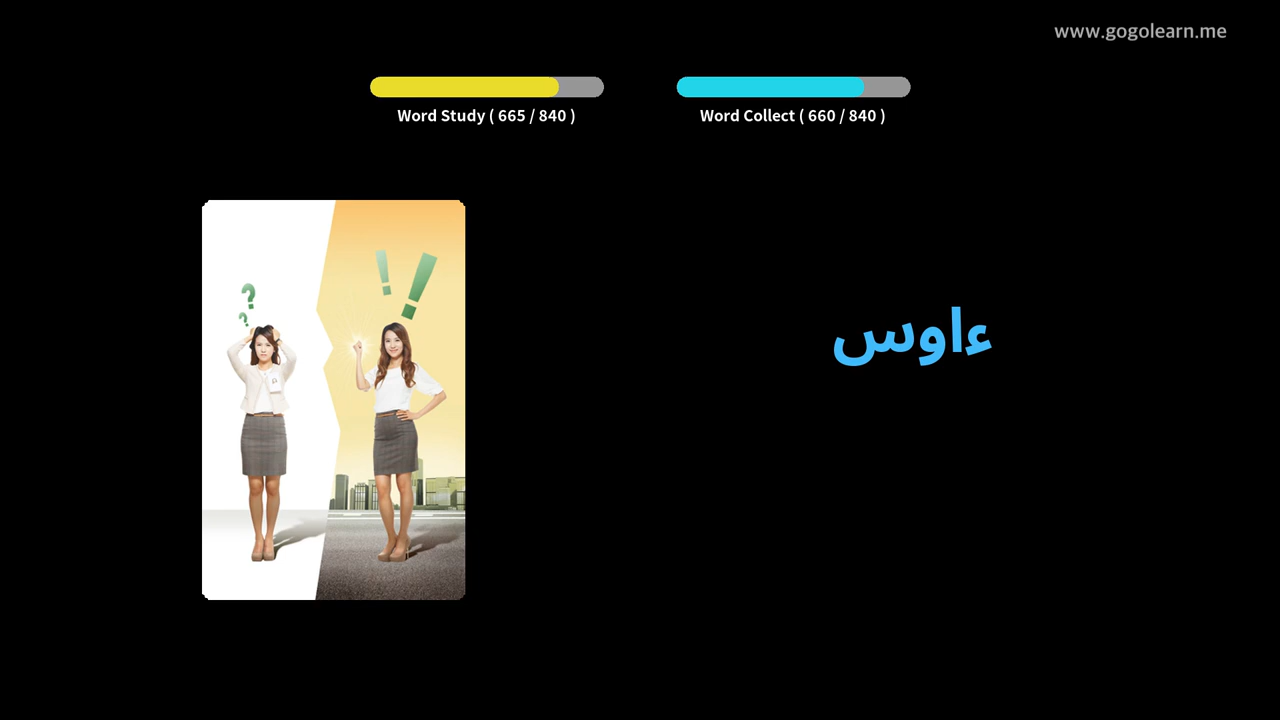 www.gogolearn.me
Word Study ( 665 / 840 )
Word Collect ( 660 / 840 )
? ?
! !
ءاوس